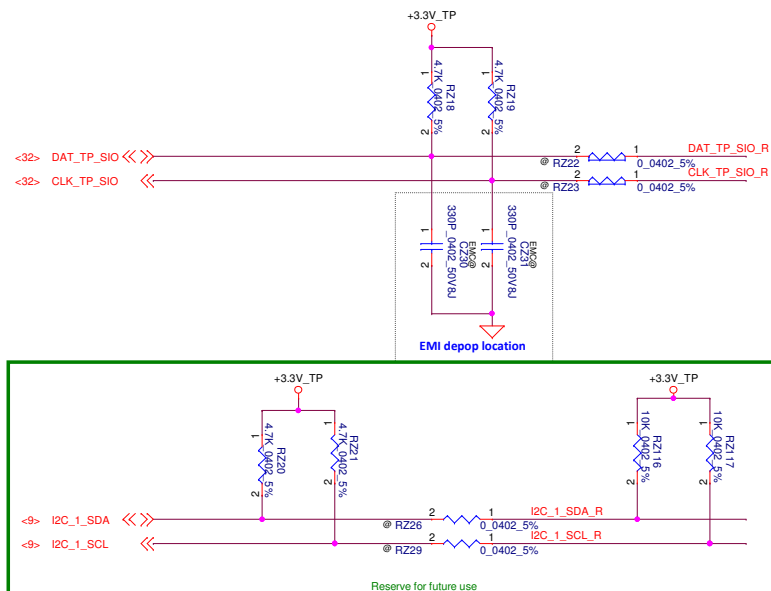 +3.3V_TP
1
4.7K_0402_5%
RZ18
2
1
4.7K_0402_5%
RZ19
2
<32> DAT_TP_SIO
@ RZ22
2
1
0_0402_5%
DAT_TP_SIO_R
<32> CLK_TP_SIO
@ RZ23
2
1
0_0402_5%
CLK_TP_SIO_R
1
330P_0402_50V8J
CZ30
EMC@
2
1
330P_0402_50V8J
CZ31
EMC@
2
EMI depop location
+3.3V_TP
1
4.7K_0402_5%
RZ20
2
1
4.7K_0402_5%
RZ21
2
+3.3V_TP
1
10K_0402_5%
RZ116
2
1
10K_0402_5%
RZ117
2
<9> I2C_1_SDA
@ RZ26
2
1
0_0402_5%
I2C_1_SDA_R
<9> I2C_1_SCL
@ RZ29
2
1
0_0402_5%
I2C_1_SCL_R
Reserve for future use